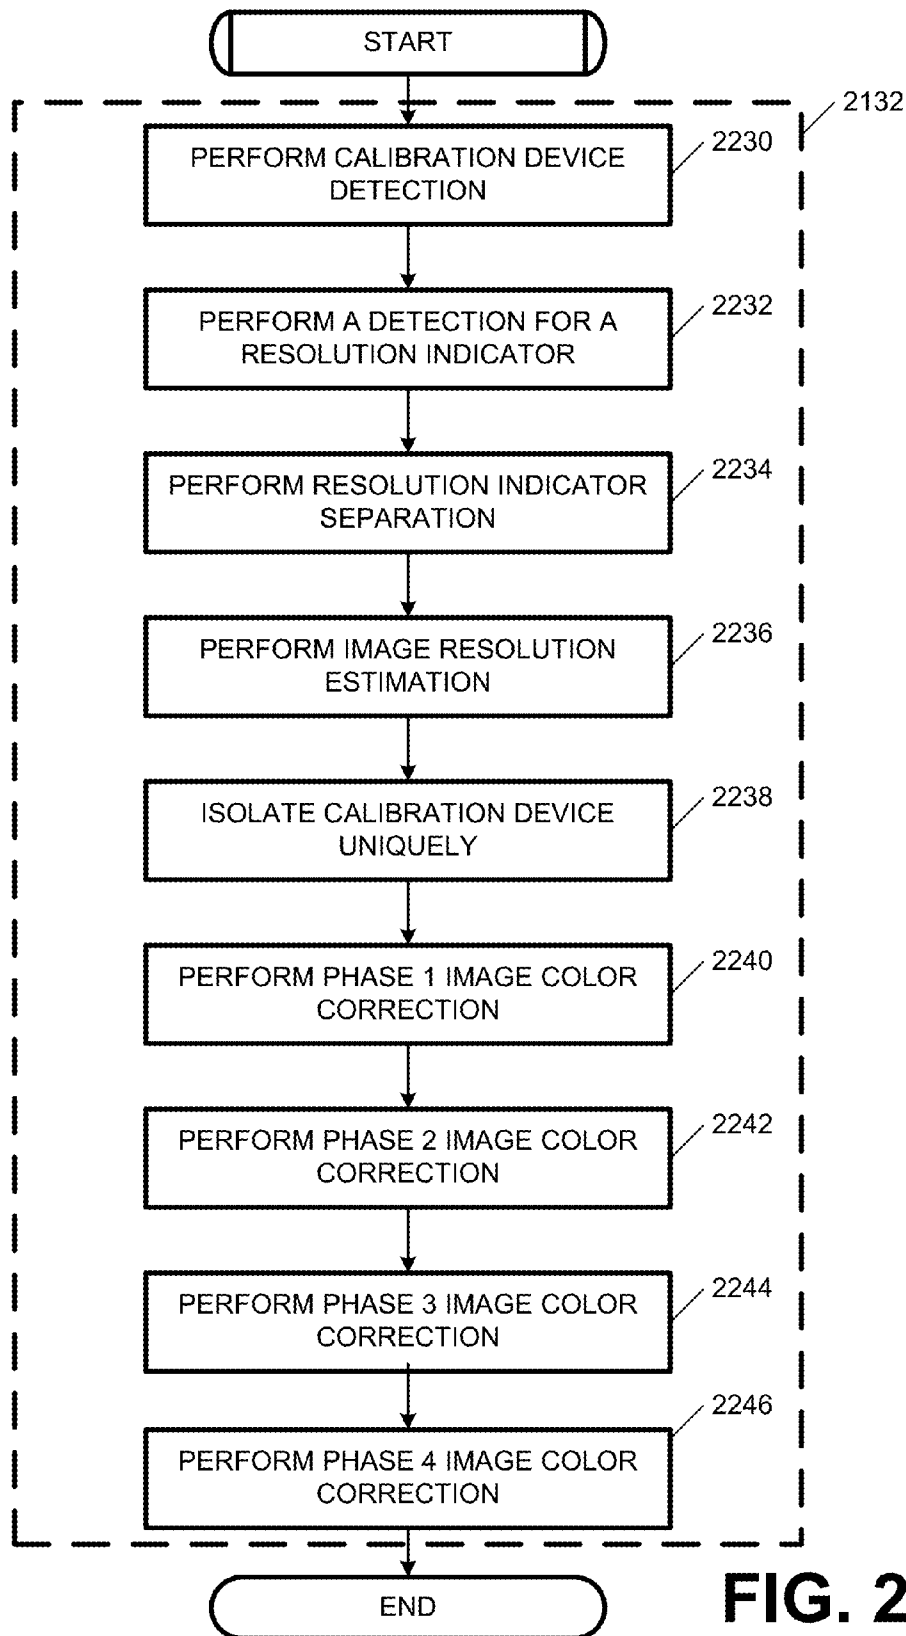 START
2132
PERFORM CALIBRATION DEVICE
DETECTION
2230
PERFORM A DETECTION FOR A
RESOLUTION INDICATOR
2232
PERFORM RESOLUTION INDICATOR
SEPARATION
2234
PERFORM IMAGE RESOLUTION
ESTIMATION
2236
ISOLATE CALIBRATION DEVICE
UNIQUELY
2238
PERFORM PHASE 1 IMAGE COLOR
CORRECTION
2240
PERFORM PHASE 2 IMAGE COLOR
CORRECTION
2242
PERFORM PHASE 3 IMAGE COLOR
CORRECTION
2244
PERFORM PHASE 4 IMAGE COLOR
CORRECTION
2246
END
FIG. 2